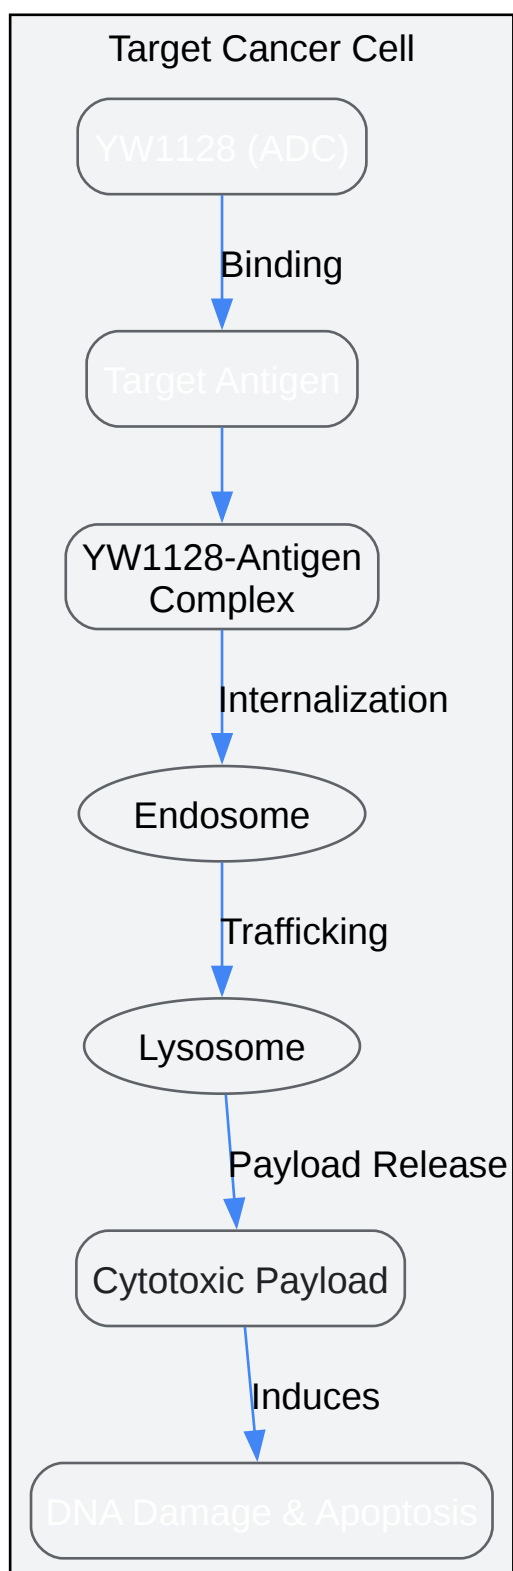 Target Cancer Cell
YW1128 (ADC)
Binding
Target Antigen
YW1128-Antigen
Complex
Internalization
Endosome
Trafficking
Lysosome
Payload Release
Cytotoxic Payload
Induces
DNA Damage & Apoptosis